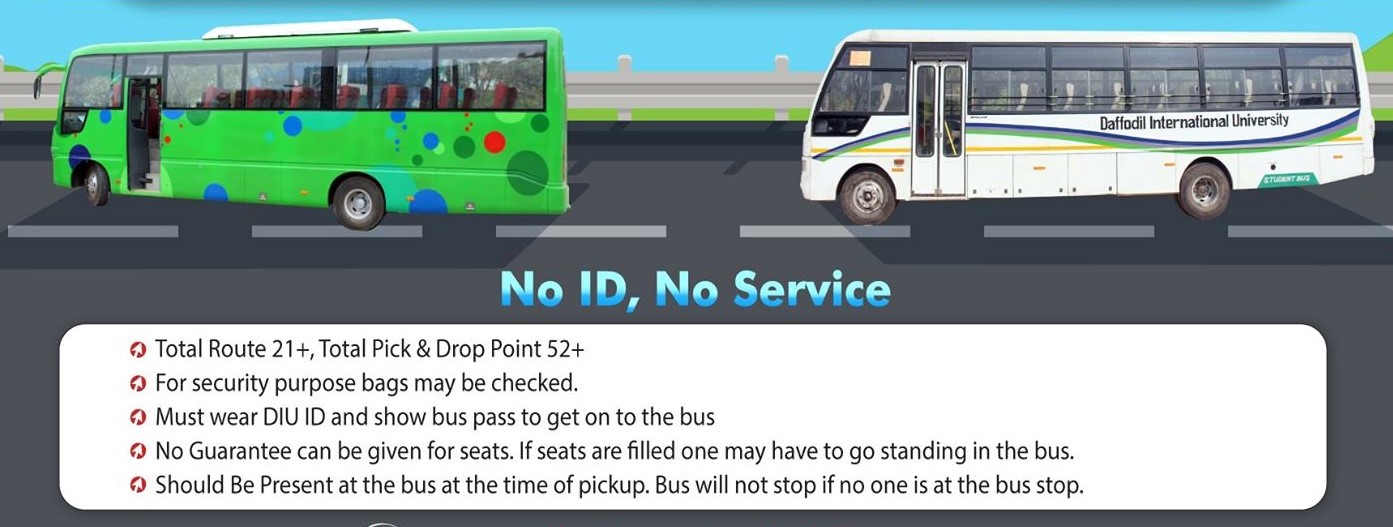 Daffodil International University
STUDENT BUS
No ID, No Service
Total Route 21+, Total Pick & Drop Point 52+
For security purpose bags may be checked.
Must wear DIU ID and show bus pass to get on to the bus
No Guarantee can be given for seats. If seats are filled one may have to go standing in the bus.
Should Be Present at the bus at the time of pickup. Bus will not stop if no one is at the bus stop.